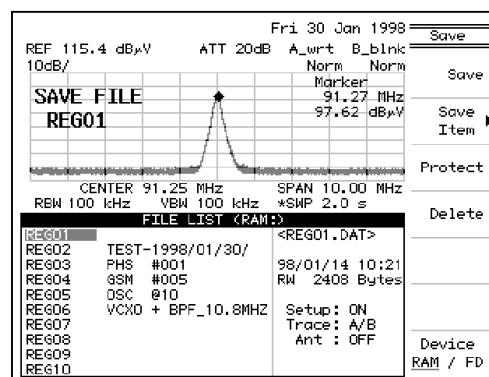 Fri 30 Jan 1998
REF 115.4 dBμV ATT 20dB A_wrt B_blnk
10dB/ Norm Norm
Marker
91.27 MHz
97.62 dBμV
SAVE FILE
REG01
CENTER 91.25 MHz SPAN 10.00 MHz
RBW 100 kHz VBW 100 kHz *SWP 2.0 s
FILE LIST (RAM:)
REG01
REG02 TEST-1998/01/30/
REG03 PHS #001
REG04 GSM #005
REG05 OSC @10
REG06 VCXO + BPF_10.8MHZ
REG07
REG08
REG09
REG10
<REG01.DAT>
98/01/14 10:21
RW 2408 Bytes
Setup: ON
Trace: A/B
Ant : OFF
Save
Save
Save
Item
Protect
Delete
Device
RAM / FD